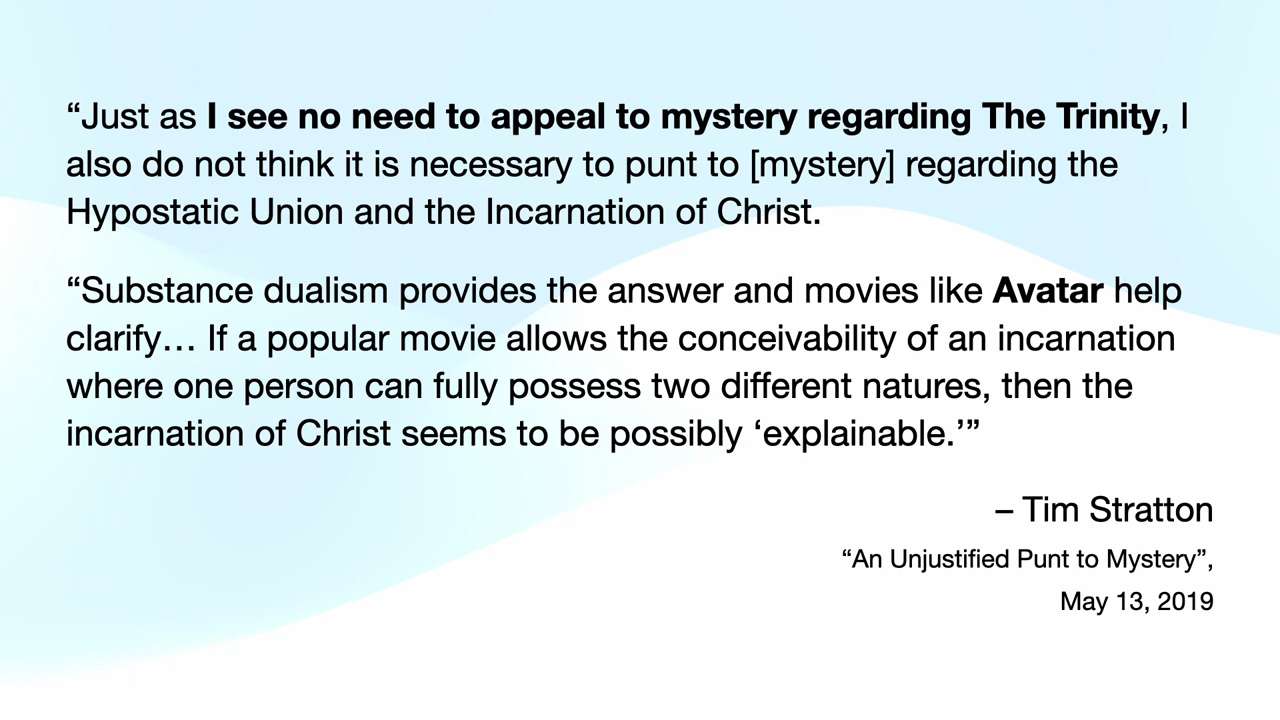 “Just as I see no need to appeal to mystery regarding The Trinity, I
also do not think it is necessary to punt to [mystery] regarding the
Hypostatic Union and the Incarnation of Christ.
“Substance dualism provides the answer and movies like Avatar help
clarify… If a popular movie allows the conceivability of an incarnation
where one person can fully possess two different natures, then the
incarnation of Christ seems to be possibly ‘explainable.’”
– Tim Stratton
“An Unjustified Punt to Mystery”,
May 13, 2019